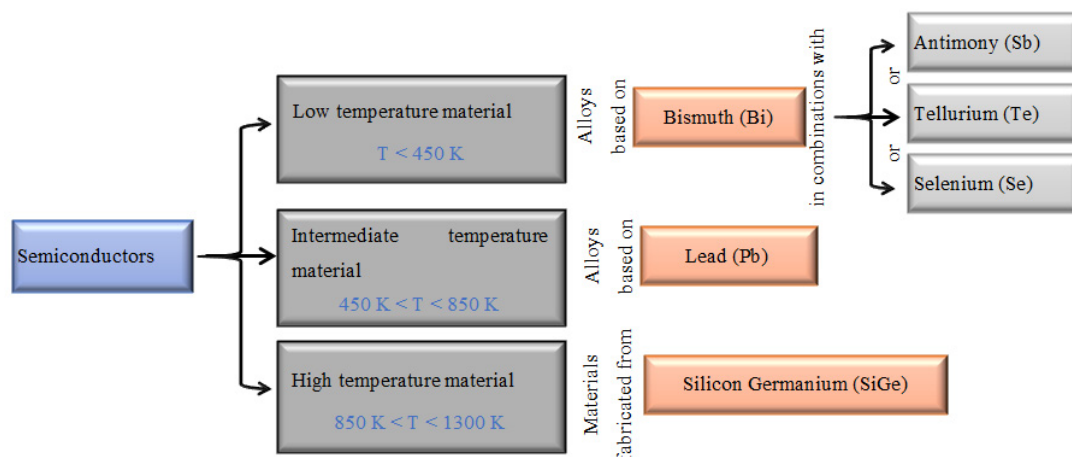 Semiconductors
Low temperature material
T < 450 K
Alloys
based on
Bismuth (Bi)
in combinations with
Antimony (Sb)
or
Tellurium (Te)
or
Selenium (Se)
Intermediate temperature
material
450 K < T < 850 K
Alloys
based on
Lead (Pb)
High temperature material
850 K < T < 1300 K
Materials
fabricated from
Silicon Germanium (SiGe)